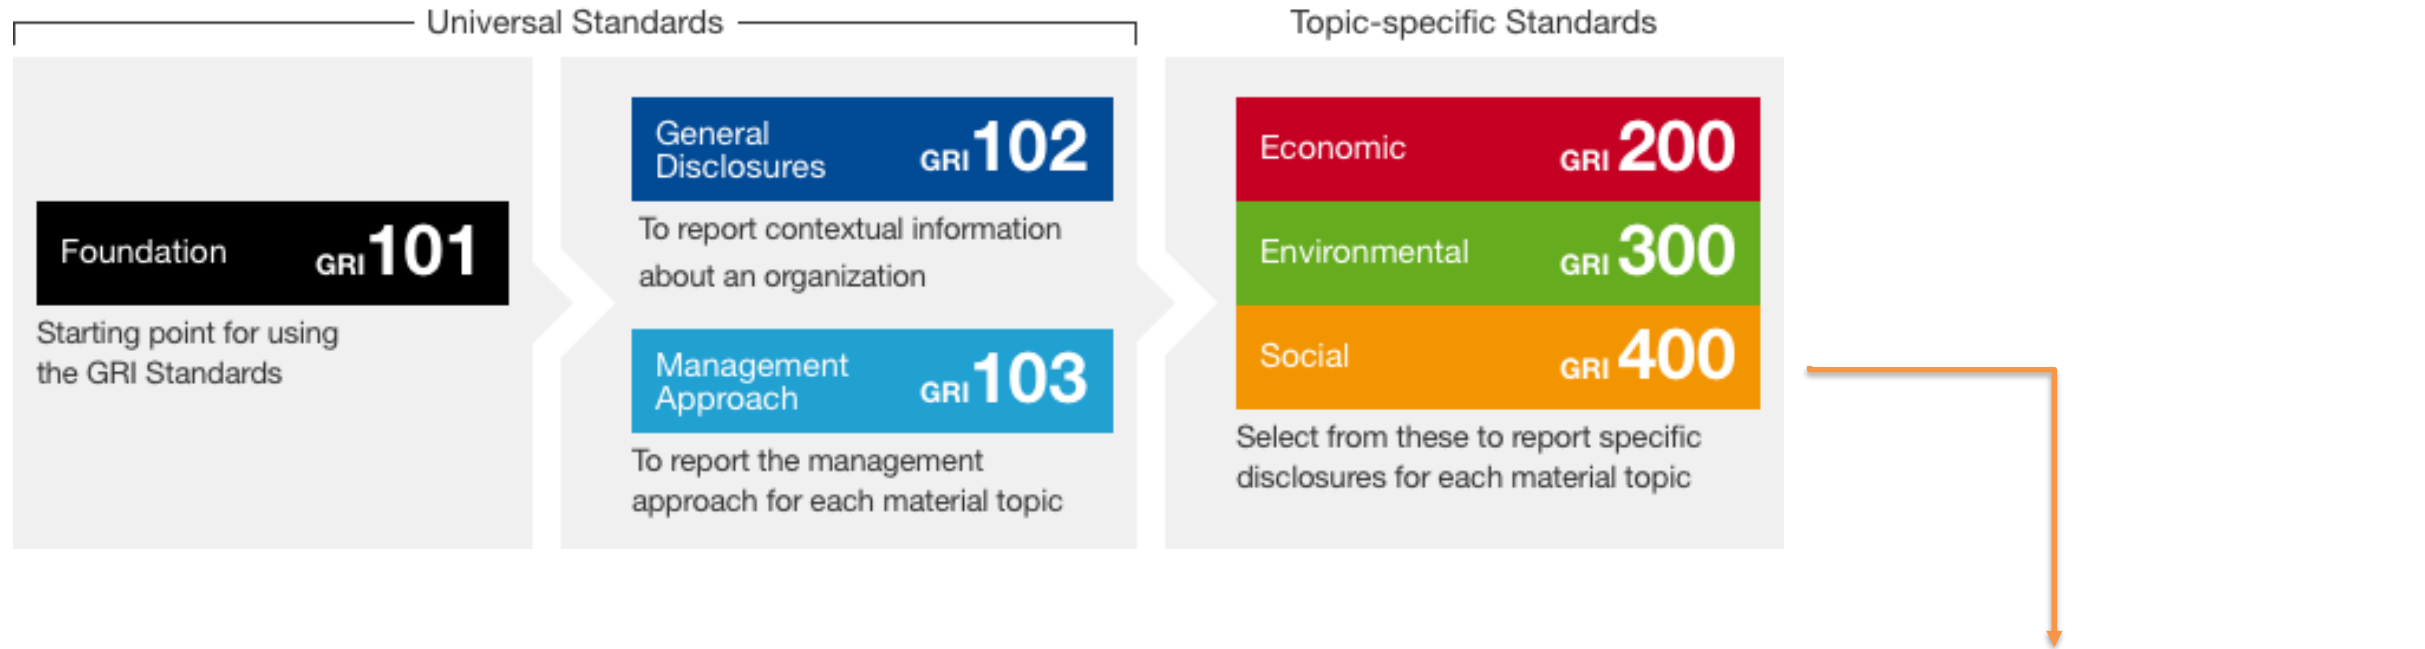 Universal Standards
Topic-specific Standards
Foundation GRI 101
Starting point for using
the GRI Standards
General
Disclosures GRI 102
To report contextual information
about an organization
Management
Approach GRI 103
To report the management
approach for each material topic
Economic GRI 200
Environmental GRI 300
Social GRI 400
Select from these to report specific
disclosures for each material topic